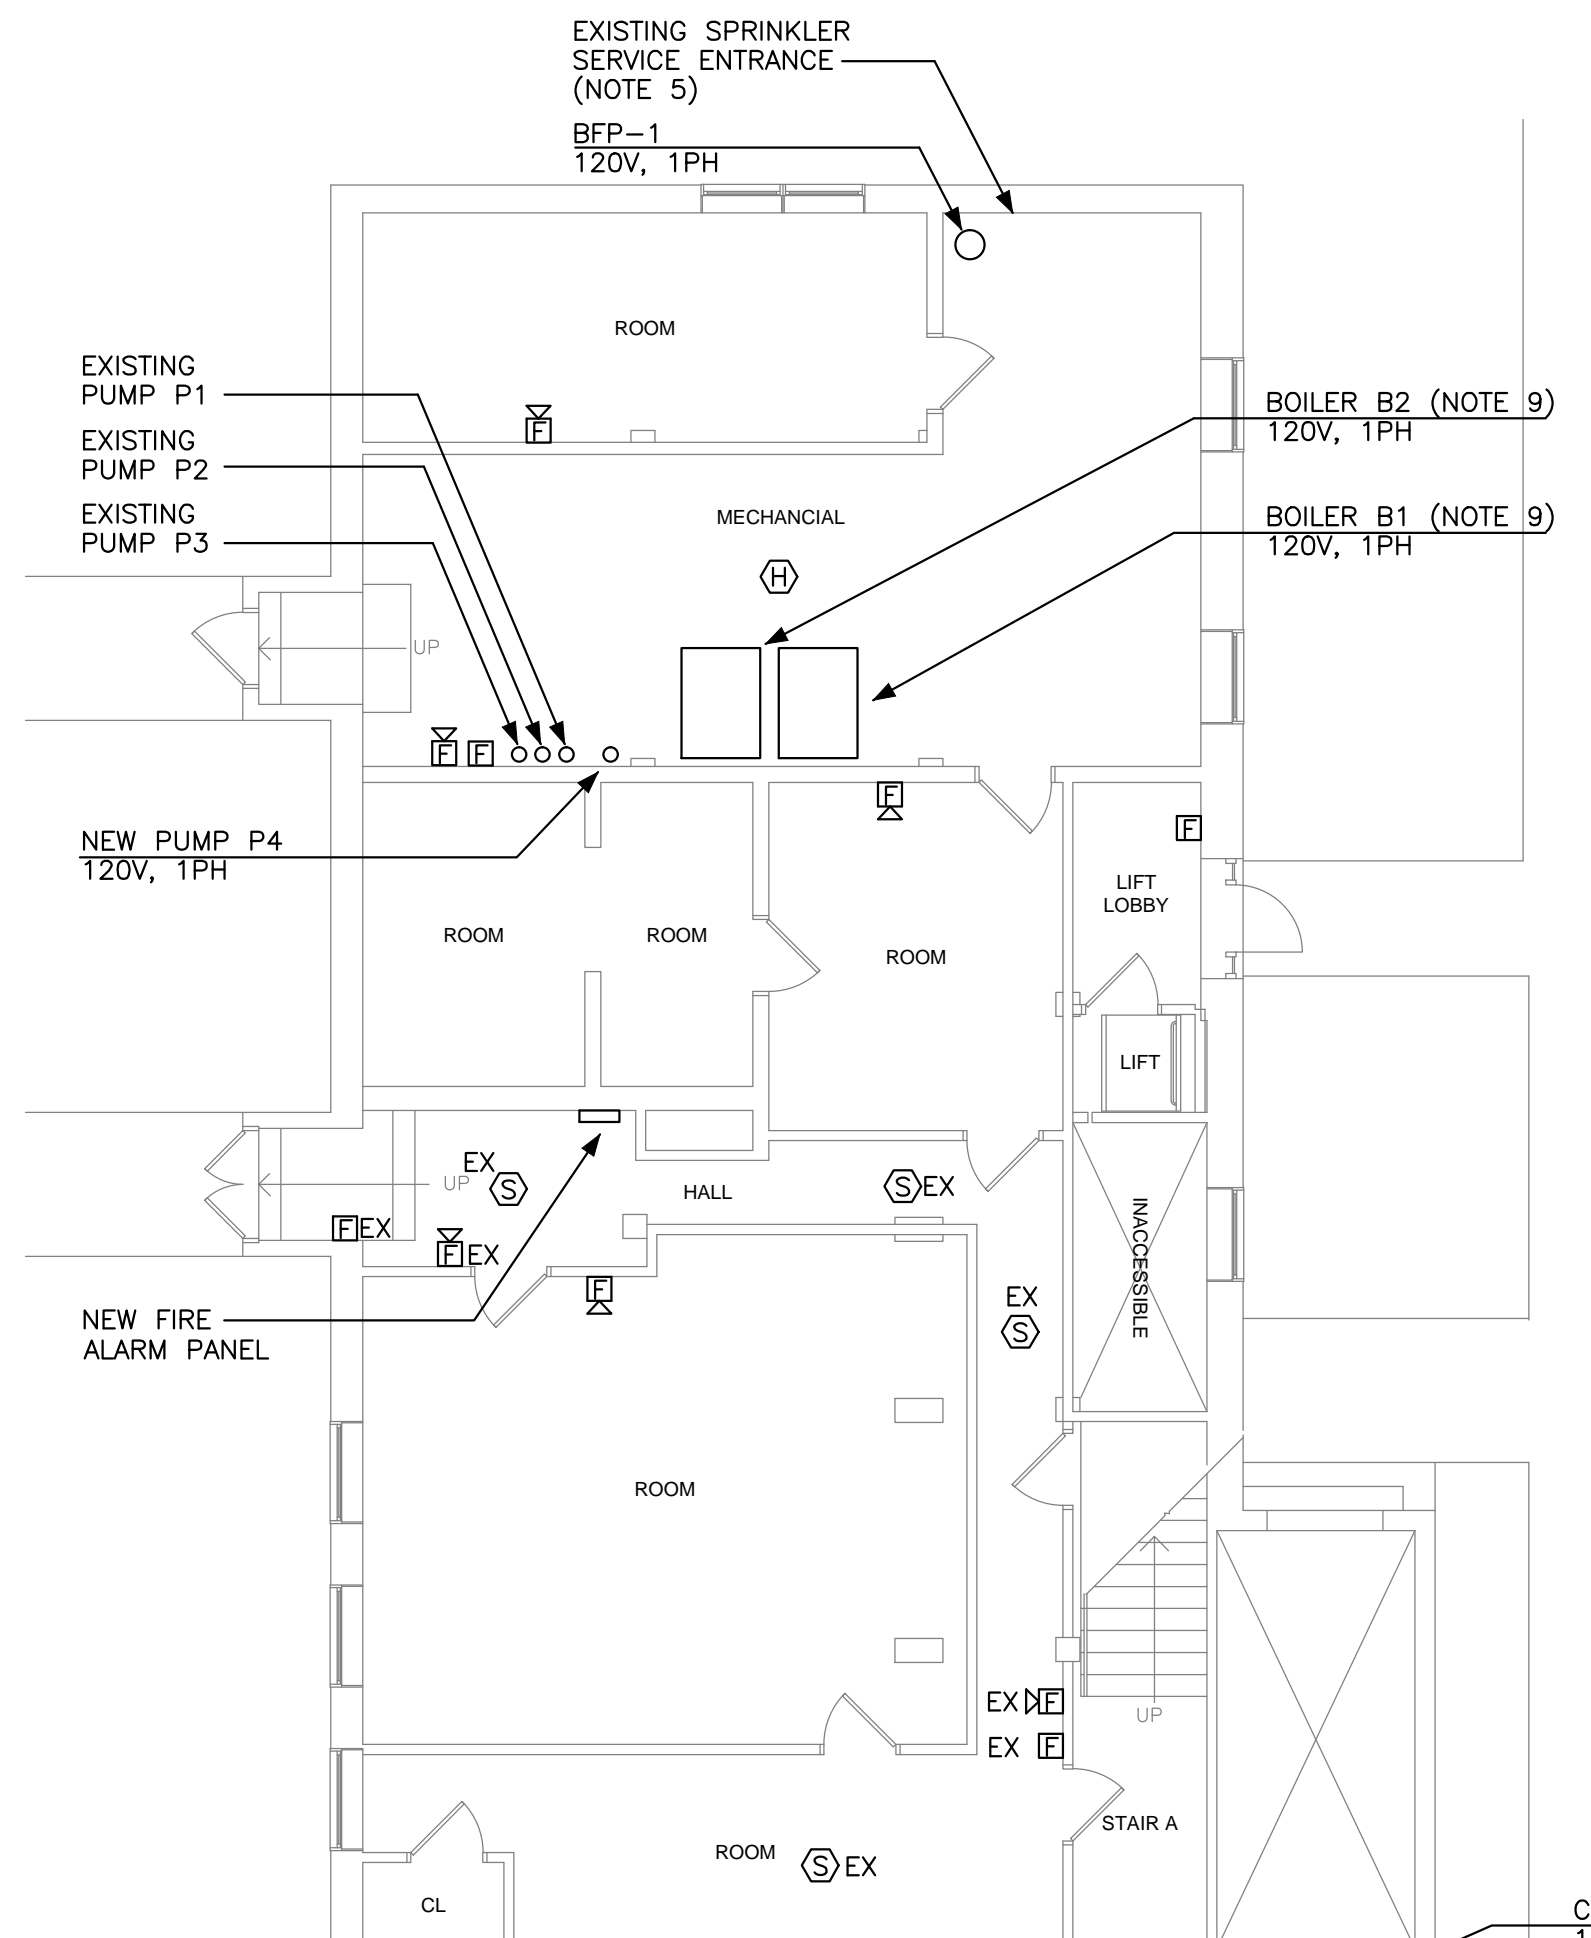 EXISTING SPRINKLER
SERVICE ENTRANCE
(NOTE 5)
BFP-1
120V, 1PH
ROOM
EXISTING
PUMP P1
EXISTING
PUMP P2
EXISTING
PUMP P3
F
BOILER B2 (NOTE 9)
120V, 1PH
MECHANCIAL
BOILER B1 (NOTE 9)
120V, 1PH
H
UP
F
F
NEW PUMP P4
120V, 1PH
F
F
LIFT
LOBBY
ROOM
ROOM
ROOM
LIFT
EX
UP
S
HALL
S EX
F EX
F EX
F
INACCESSIBLE
NEW FIRE
ALARM PANEL
EX
S
ROOM
EX F
UP
EX F
STAIR A
ROOM
S EX
CL
C